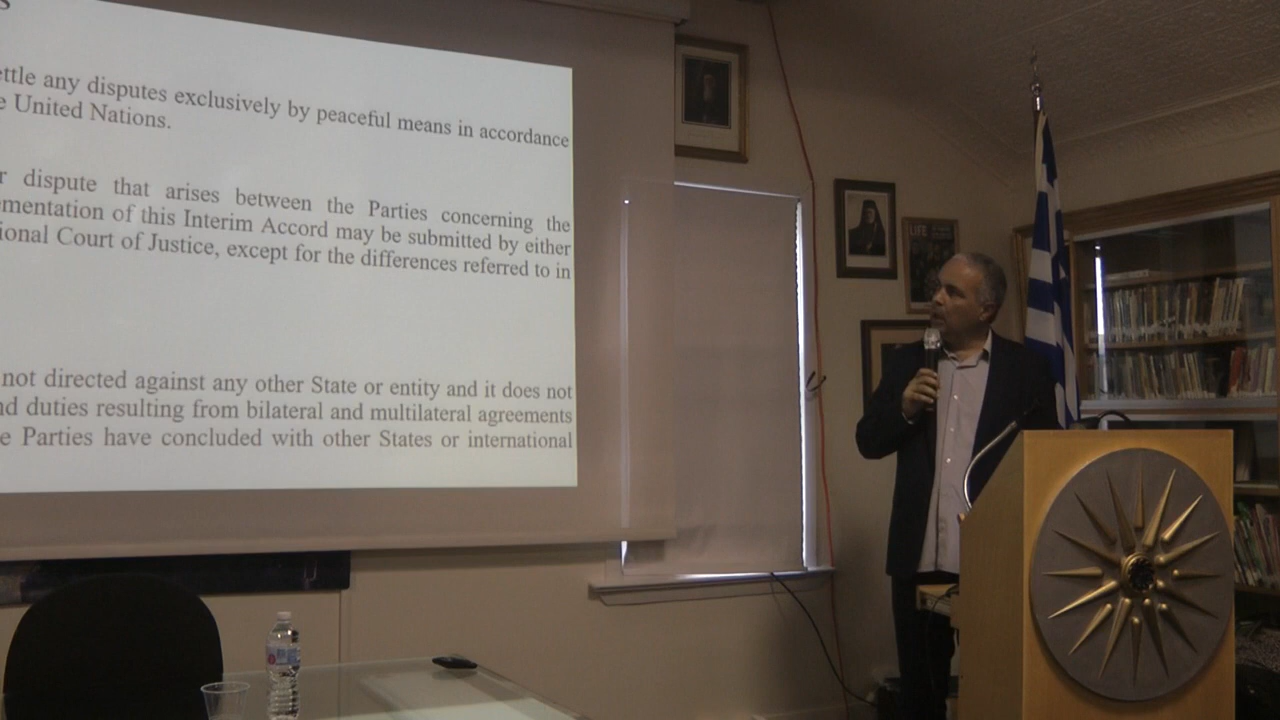 s
ettle any disputes exclusively by peaceful means in accordance
e United Nations.
r dispute that arises between the Parties concerning the
ementation of this Interim Accord may be submitted by either
ional Court of Justice, except for the differences referred to in
not directed against any other State or entity and it does not
nd duties resulting from bilateral and multilateral agreements
e Parties have concluded with other States or international
LIFE